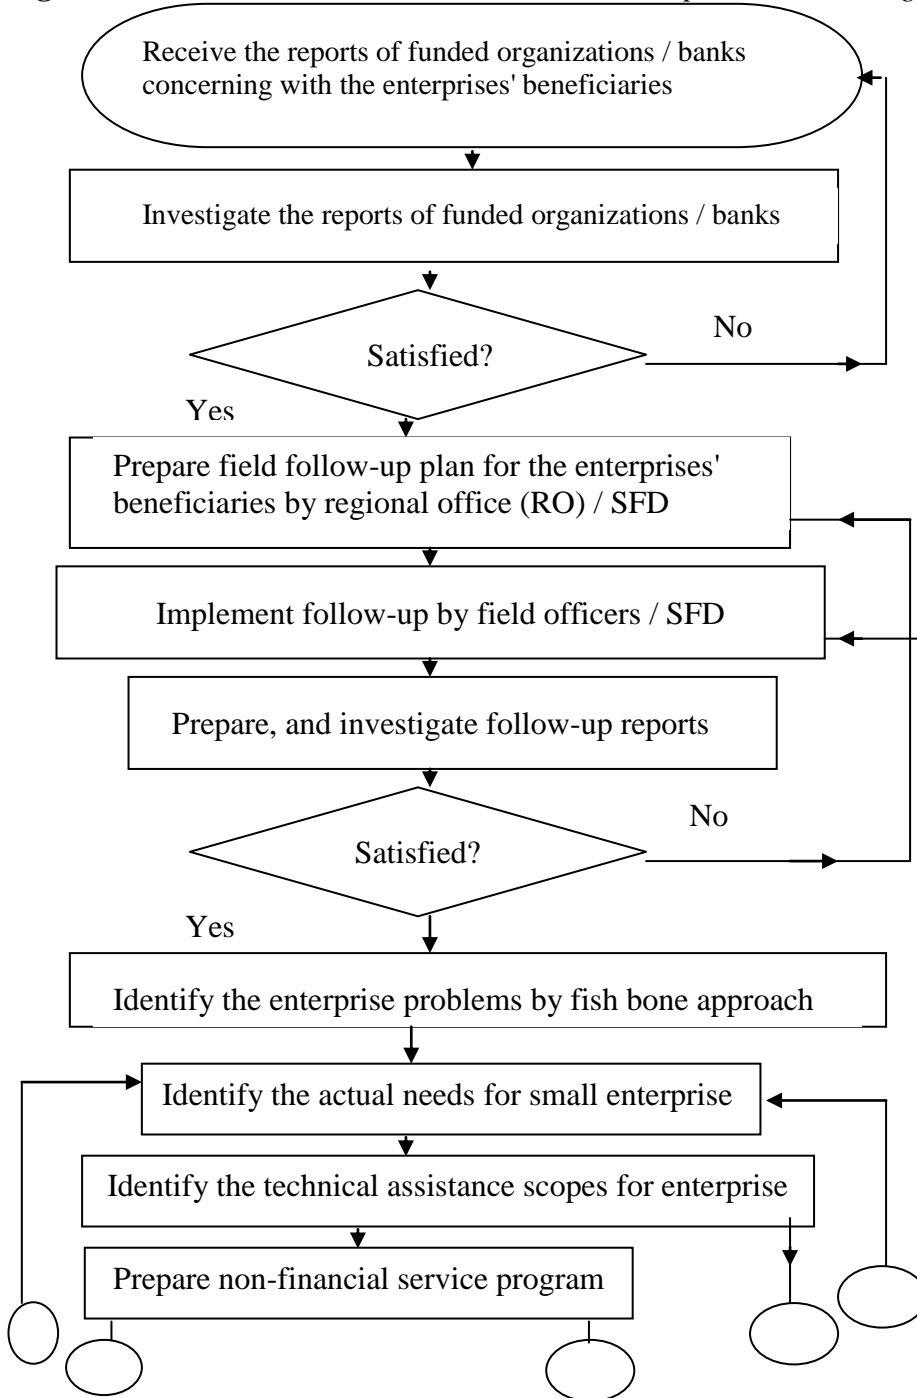 Receive the reports of funded organizations / banks
concerning with the enterprises' beneficiaries
Investigate the reports of funded organizations / banks
Satisfied?
No
Yes
Prepare field follow-up plan for the enterprises'
beneficiaries by regional office (RO) / SFD
Implement follow-up by field officers / SFD
Prepare, and investigate follow-up reports
Satisfied?
No
Yes
Identify the enterprise problems by fish bone approach
Identify the actual needs for small enterprise
Identify the technical assistance scopes for enterprise
Prepare non-financial service program